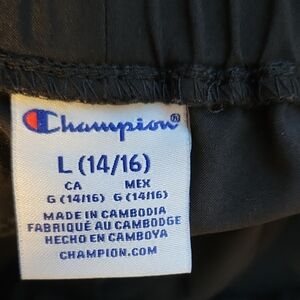 Champion®
L (14/16)
CA MEX
G (14/16) G (14/16)
MADE IN CAMBODIA
FABRIQUÉ AU CAMBODGE
HECHO EN CAMBOYA
CHAMPION.COM